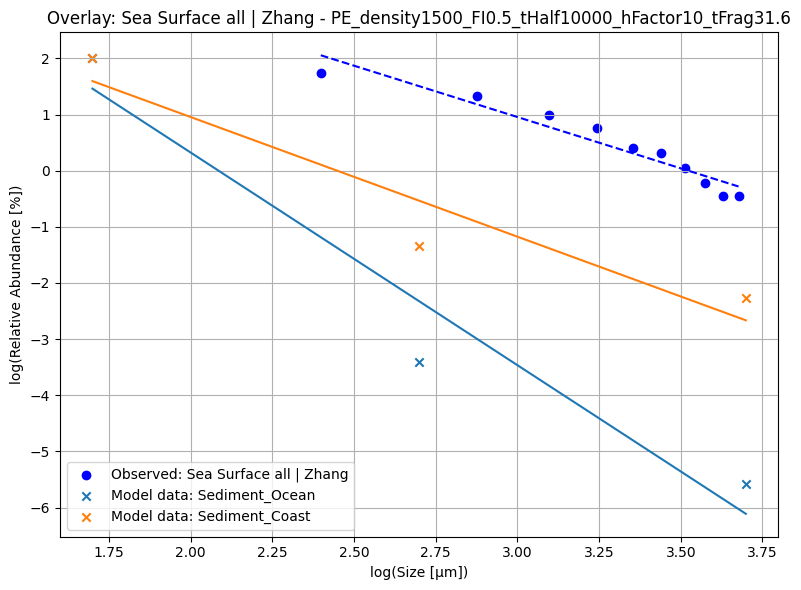 Overlay: Sea Surface all | Zhang - PE_density1500_FI0.5_tHalf10000_hFactor10_tFrag31.6
log(Relative Abundance [%])
2
1
0
−1
−2
−3
−4
−5
−6
Observed: Sea Surface all | Zhang
Model data: Sediment_Ocean
Model data: Sediment_Coast
1.75 2.00 2.25 2.50 2.75 3.00 3.25 3.50 3.75
log(Size [μm])